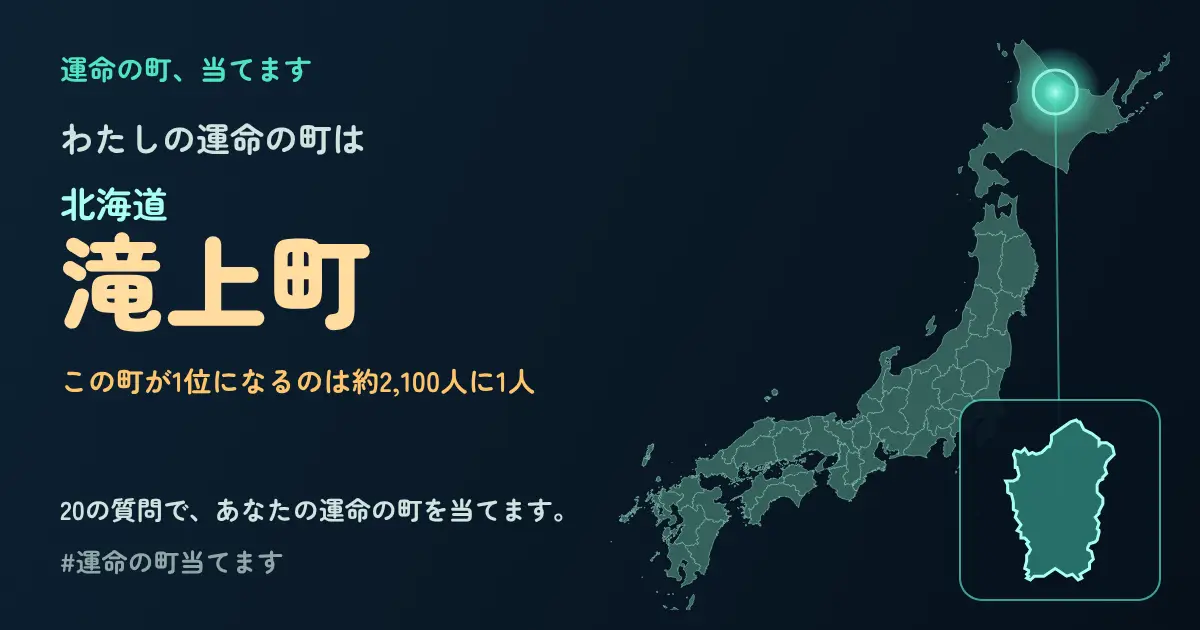 運命の町、当てます
わたしの運命の町は
北海道
滝上町
この町が1位になるのは約2,100人に1人
20の質問で、あなたの運命の町を当てます。
#運命の町当てます